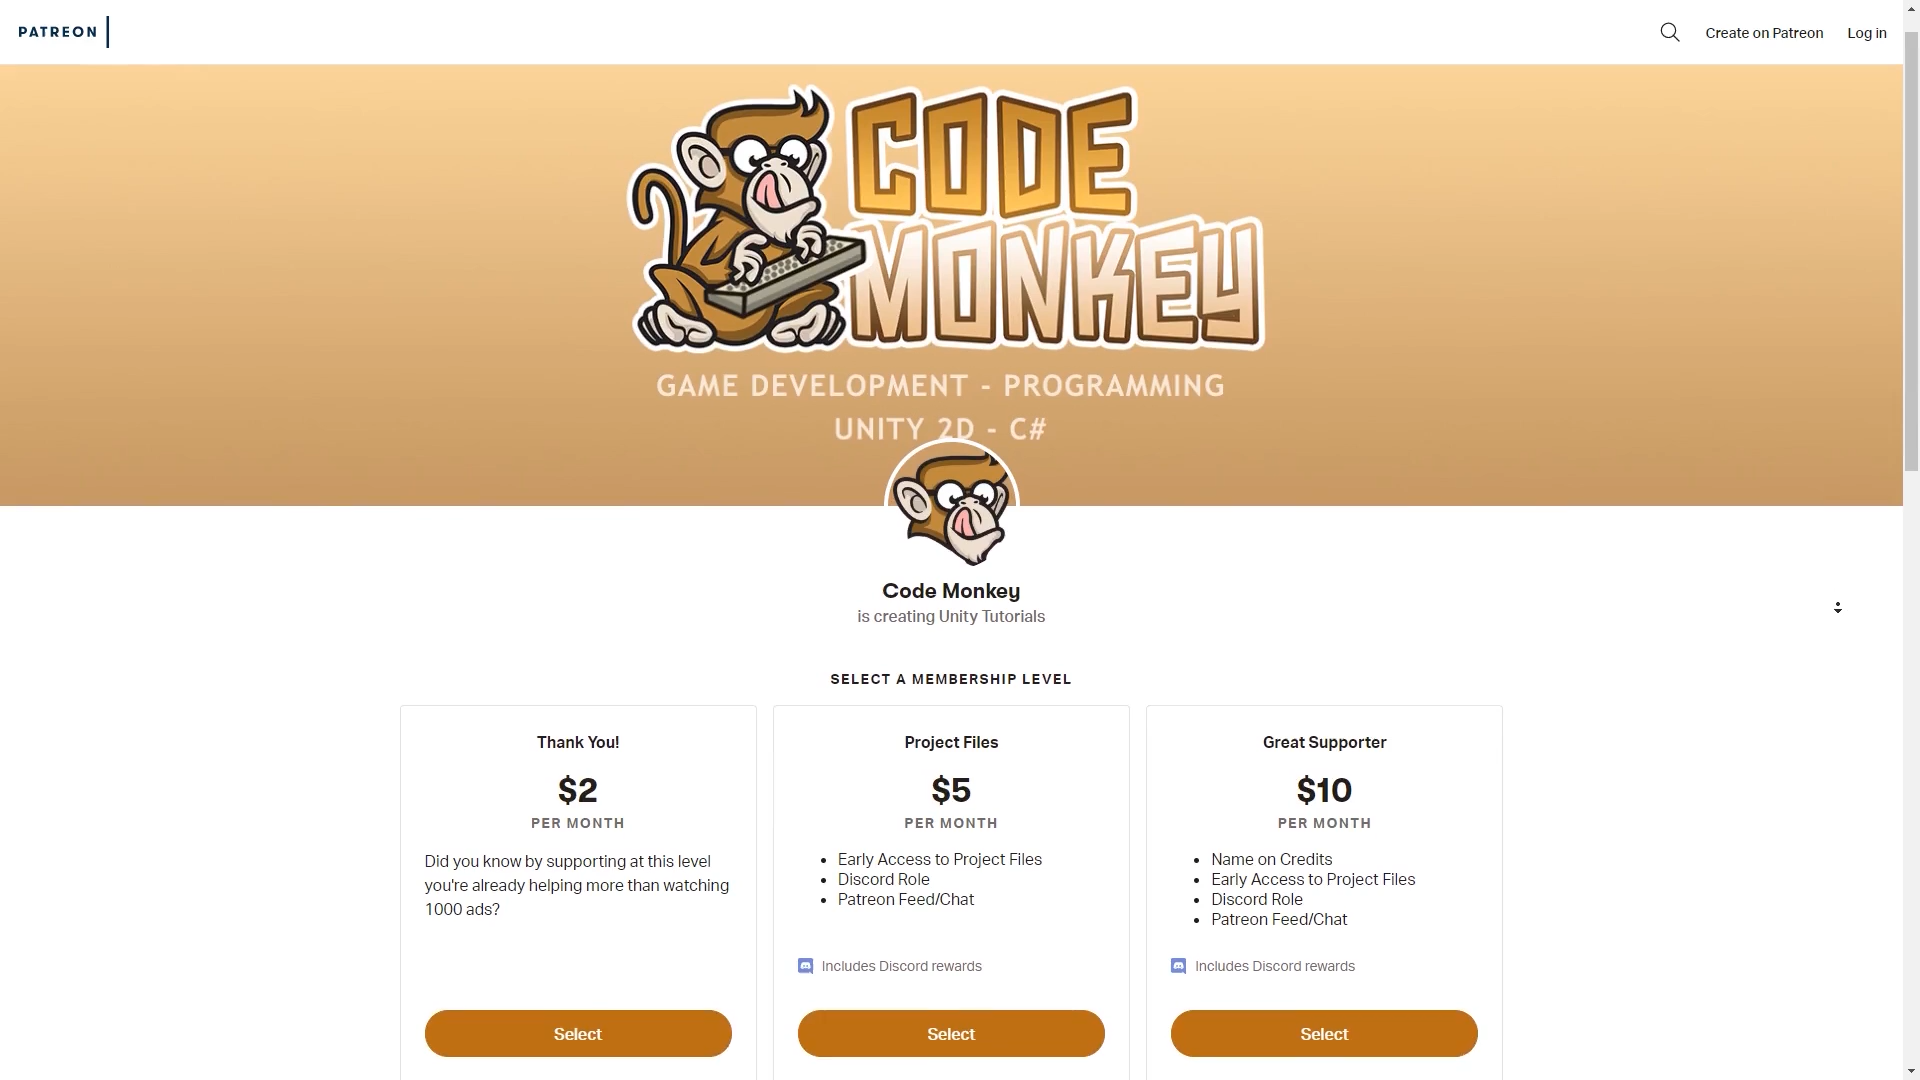 PATREON
Create on Patreon
Log in
CODE
MONKEY
GAME DEVELOPMENT - PROGRAMMING
UNITY 2D - C#
Code Monkey
is creating Unity Tutorials
SELECT A MEMBERSHIP LEVEL
Thank You!
$2
PER MONTH
Did you know by supporting at this level
you're already helping more than watching
1000 ads?
Select
Project Files
$5
PER MONTH
• Early Access to Project Files
• Discord Role
• Patreon Feed/Chat
Includes Discord rewards
Select
Great Supporter
$10
PER MONTH
• Name on Credits
• Early Access to Project Files
• Discord Role
• Patreon Feed/Chat
Includes Discord rewards
Select